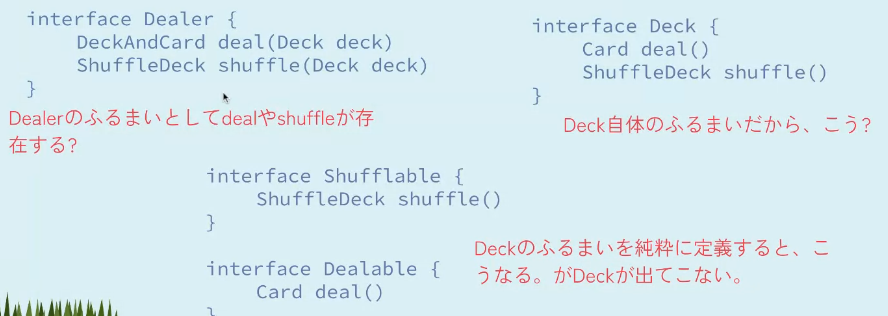 interface Dealer {
DeckAndCard deal(Deck deck)
ShuffleDeck shuffle(Deck deck)
}
Dealerのふるまいとしてdealやshuffleが存
在する?
interface Deck {
Card deal()
ShuffleDeck shuffle()
}
Deck自体のふるまいだから、こう?
interface Shufflable {
ShuffleDeck shuffle()
}
interface Dealable {
Card deal()
}
Deckのふるまいを純粋に定義すると、こ
うなる。がDeckが出てこない。